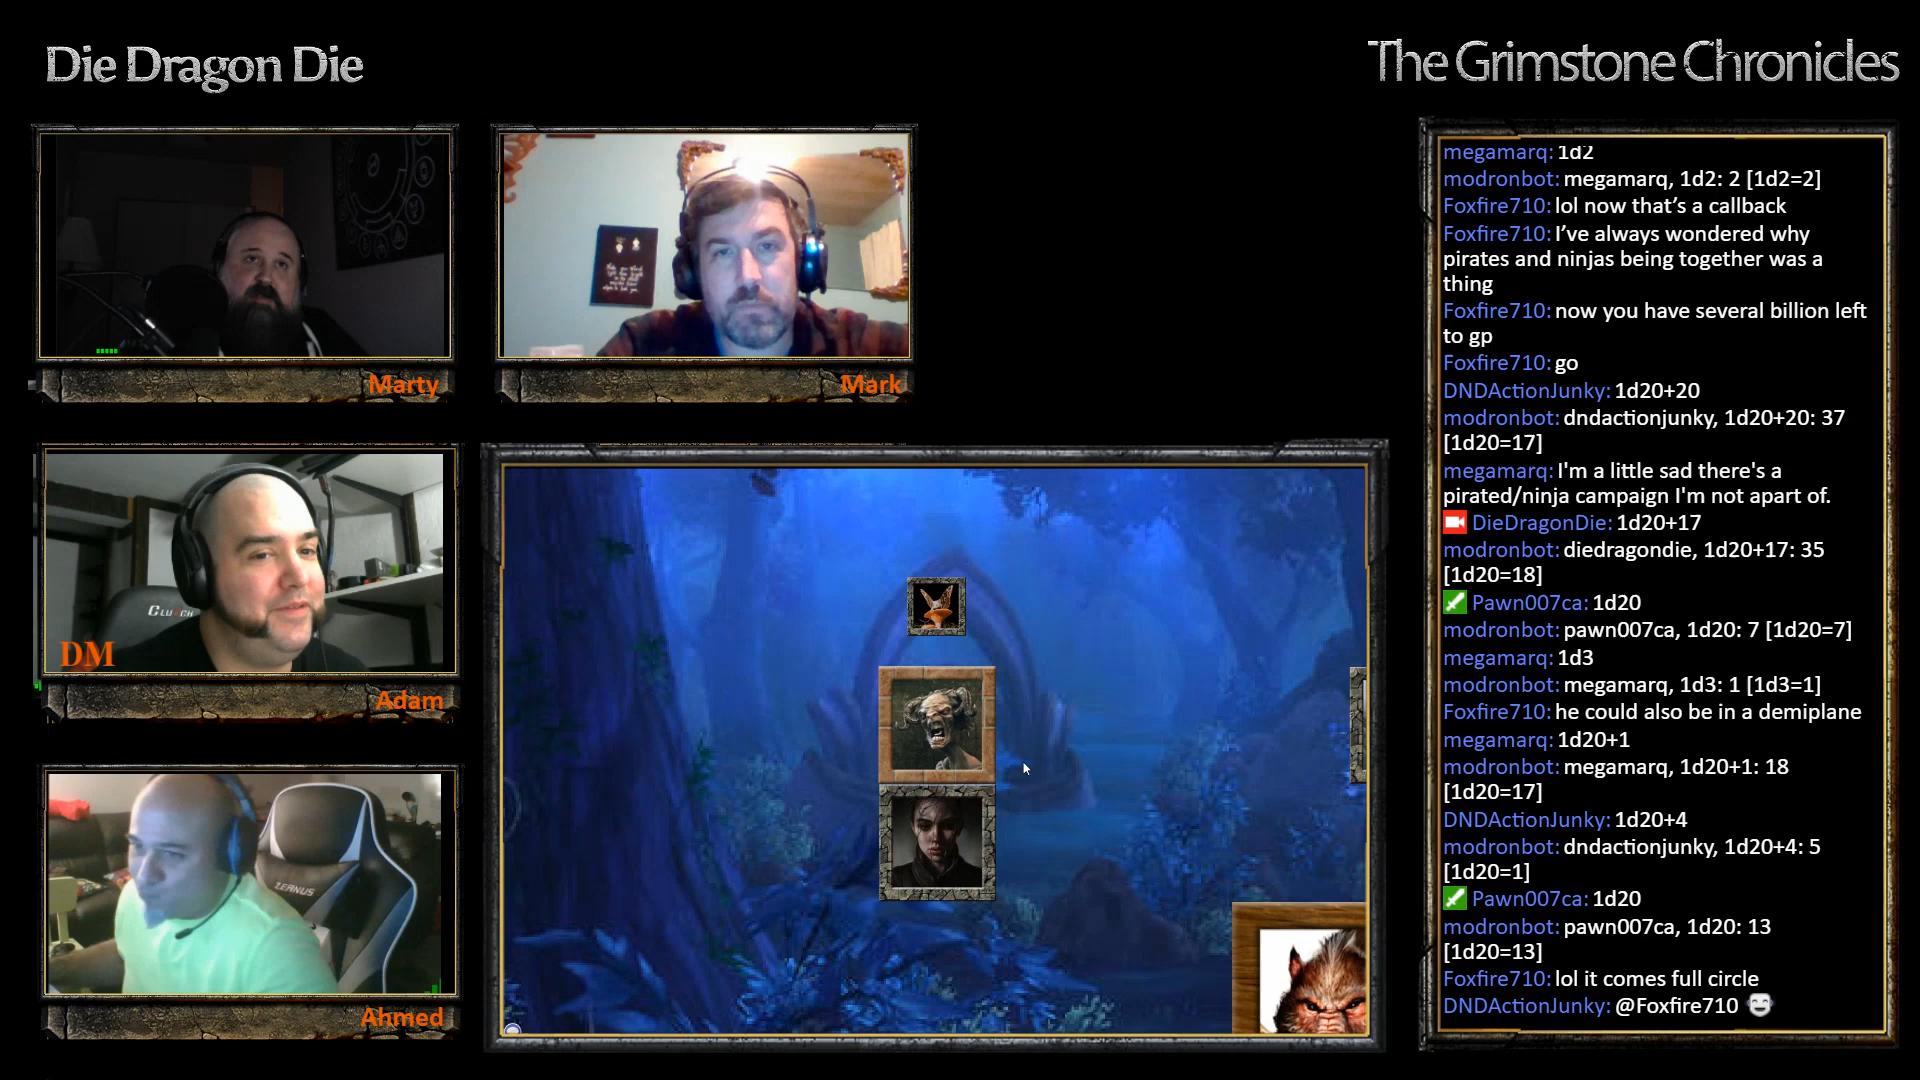 Die Dragon Die
The Grimstone Chronicles
Marty
Mark
CLUTCH
DM
Adam
ZERNUS
Ahmed
megamarq: 1d2
modronbot: megamarq, 1d2: 2 [1d2=2]
Foxfire710: lol now that's a callback
Foxfire710: I've always wondered why
pirates and ninjas being together was a
thing
Foxfire710: now you have several billion left
to gp
Foxfire710: go
DNDActionJunky: 1d20+20
modronbot: dndactionjunky, 1d20+20: 37
[1d20=17]
megamarq: I'm a little sad there's a
pirated/ninja campaign I'm not apart of.
DieDragonDie: 1d20+17
modronbot: diedragondie, 1d20+17: 35
[1d20=18]
Pawn007ca: 1d20
modronbot: pawn007ca, 1d20: 7 [1d20=7]
megamarq: 1d3
modronbot: megamarq, 1d3: 1 [1d3=1]
Foxfire710: he could also be in a demiplane
megamarq: 1d20+1
modronbot: megamarq, 1d20+1: 18
[1d20=17]
DNDActionJunky: 1d20+4
modronbot: dndactionjunky, 1d20+4: 5
[1d20=1]
Pawn007ca: 1d20
modronbot: pawn007ca, 1d20: 13
[1d20=13]
Foxfire710: lol it comes full circle
DNDActionJunky: @Foxfire710